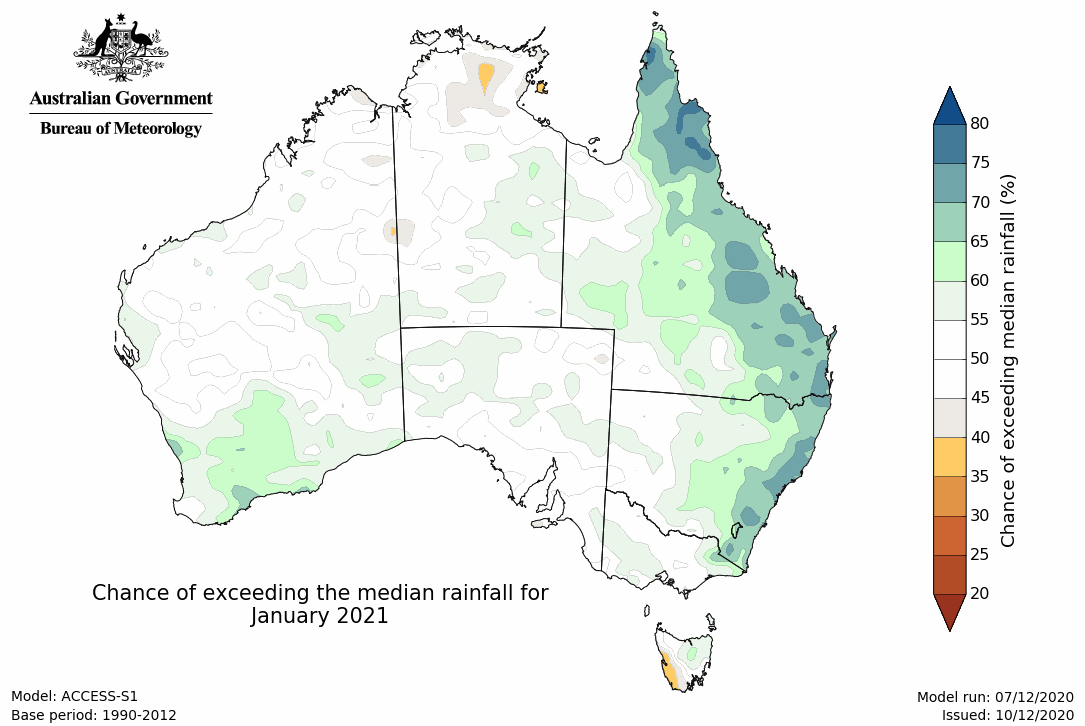 AUSTRALIA
Australian Government
Bureau of Meteorology
80
75
70
65
60
55
50
45
40
35
30
25
20
Chance of exceeding median rainfall (%)
Chance of exceeding the median rainfall for
January 2021
Model: ACCESS-S1
Base period: 1990-2012
Model run: 07/12/2020
Issued: 10/12/2020